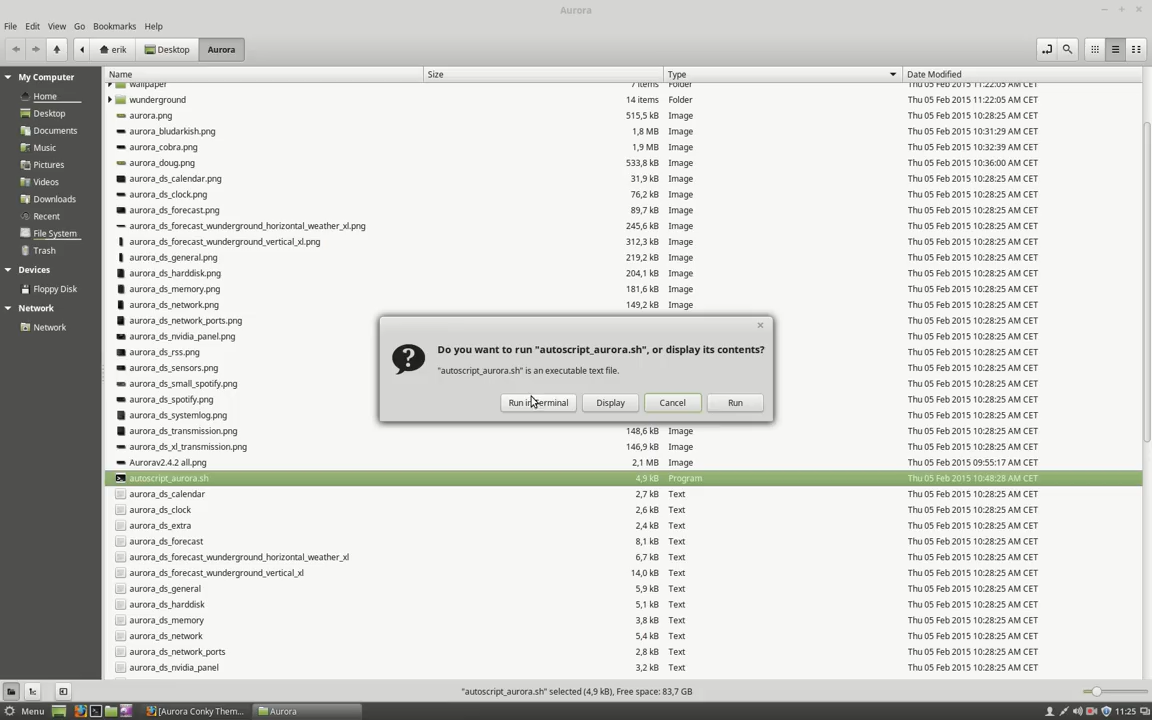 Aurora
File Edit View Go Bookmarks Help
erik Desktop Aurora
My Computer
Home
Desktop
Documents
Music
Pictures
Videos
Downloads
Recent
File System
Trash
Devices
Floppy Disk
Network
Network
Name Size Type Date Modified
wallpaper 7 items Folder Thu 05 Feb 2015 11:22:05 AM CET
wunderground 14 items Folder Thu 05 Feb 2015 11:22:05 AM CET
aurora.png 515,5 kB Image Thu 05 Feb 2015 10:28:25 AM CET
aurora_bludarkish.png 1,8 MB Image Thu 05 Feb 2015 10:31:29 AM CET
aurora_cobra.png 1,9 MB Image Thu 05 Feb 2015 10:32:39 AM CET
aurora_doug.png 533,8 kB Image Thu 05 Feb 2015 10:36:00 AM CET
aurora_ds_calendar.png 31,9 kB Image Thu 05 Feb 2015 10:28:25 AM CET
aurora_ds_clock.png 76,2 kB Image Thu 05 Feb 2015 10:28:25 AM CET
aurora_ds_forecast.png 89,7 kB Image Thu 05 Feb 2015 10:28:25 AM CET
aurora_ds_forecast_wunderground_horizontal_weather_xl.png 245,6 kB Image Thu 05 Feb 2015 10:28:25 AM CET
aurora_ds_forecast_wunderground_vertical_xl.png 312,3 kB Image Thu 05 Feb 2015 10:28:25 AM CET
aurora_ds_general.png 219,2 kB Image Thu 05 Feb 2015 10:28:25 AM CET
aurora_ds_harddisk.png 204,1 kB Image Thu 05 Feb 2015 10:28:25 AM CET
aurora_ds_memory.png 181,6 kB Image Thu 05 Feb 2015 10:28:25 AM CET
aurora_ds_network.png 149,2 kB Image Thu 05 Feb 2015 10:28:25 AM CET
aurora_ds_network_ports.png Thu 05 Feb 2015 10:28:25 AM CET
aurora_ds_nvidia_panel.png Thu 05 Feb 2015 10:28:25 AM CET
aurora_ds_rss.png Thu 05 Feb 2015 10:28:25 AM CET
aurora_ds_sensors.png Thu 05 Feb 2015 10:28:25 AM CET
aurora_ds_small_spotify.png Thu 05 Feb 2015 10:28:25 AM CET
aurora_ds_spotify.png Thu 05 Feb 2015 10:28:25 AM CET
aurora_ds_systemlog.png Thu 05 Feb 2015 10:28:25 AM CET
aurora_ds_transmission.png 148,6 kB Image Thu 05 Feb 2015 10:28:25 AM CET
aurora_ds_xl_transmission.png 146,9 kB Image Thu 05 Feb 2015 10:28:25 AM CET
Aurorav2.4.2 all.png 2,1 MB Image Thu 05 Feb 2015 09:55:17 AM CET
autoscript_aurora.sh 4,9 kB Program Thu 05 Feb 2015 10:48:28 AM CET
aurora_ds_calendar 2,7 kB Text Thu 05 Feb 2015 10:28:25 AM CET
aurora_ds_clock 2,6 kB Text Thu 05 Feb 2015 10:28:25 AM CET
aurora_ds_extra 2,4 kB Text Thu 05 Feb 2015 10:28:25 AM CET
aurora_ds_forecast 8,1 kB Text Thu 05 Feb 2015 10:28:25 AM CET
aurora_ds_forecast_wunderground_horizontal_weather_xl 6,7 kB Text Thu 05 Feb 2015 10:28:25 AM CET
aurora_ds_forecast_wunderground_vertical_xl 14,0 kB Text Thu 05 Feb 2015 10:28:25 AM CET
aurora_ds_general 5,9 kB Text Thu 05 Feb 2015 10:28:25 AM CET
aurora_ds_harddisk 5,1 kB Text Thu 05 Feb 2015 10:28:25 AM CET
aurora_ds_memory 3,8 kB Text Thu 05 Feb 2015 10:28:25 AM CET
aurora_ds_network 5,4 kB Text Thu 05 Feb 2015 10:28:25 AM CET
aurora_ds_network_ports 2,8 kB Text Thu 05 Feb 2015 10:28:25 AM CET
aurora_ds_nvidia_panel 3,2 kB Text Thu 05 Feb 2015 10:28:25 AM CET
Do you want to run "autoscript_aurora.sh", or display its contents?
"autoscript_aurora.sh" is an executable text file.
Run in Terminal Display Cancel Run
"autoscript_aurora.sh" selected (4,9 kB), Free space: 83,7 GB
Menu [Aurora Conky Them... Aurora 11:25